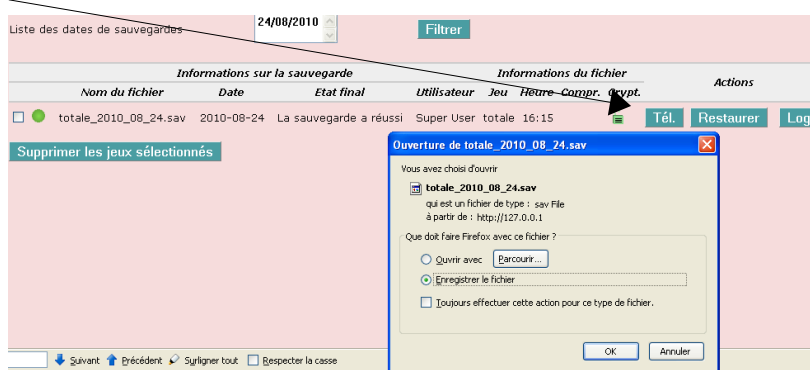 Liste des dates de sauvegardes
24/08/2010
Filtrer
Informations sur la sauvegarde Informations du fichier
Actions
Nom du fichier Date Etat final Utilisateur Jeu Heure Compr. Crypt.
totale_2010_08_24.sav 2010-08-24 La sauvegarde a réussi Super User totale 16:15 Tél. Restaurer Log
Supprimer les jeux sélectionnés
Ouverture de totale_2010_08_24.sav
Vous avez choisi d'ouvrir
totale_2010_08_24.sav
qui est un fichier de type : sav File
à partir de : http://127.0.0.1
Que doit faire Firefox avec ce fichier ?
Ouvrir avec Parcourir...
Enregistrer le fichier
Toujours effectuer cette action pour ce type de fichier.
OK Annuler
Suivant Précédent Surligner tout Respecter la casse